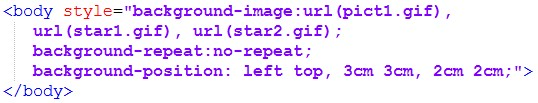 <body style="background-image:url(pict1.gif),
url(star1.gif), url(star2.gif);
background-repeat:no-repeat;
background-position: left top, 3cm 3cm, 2cm 2cm;">
</body>